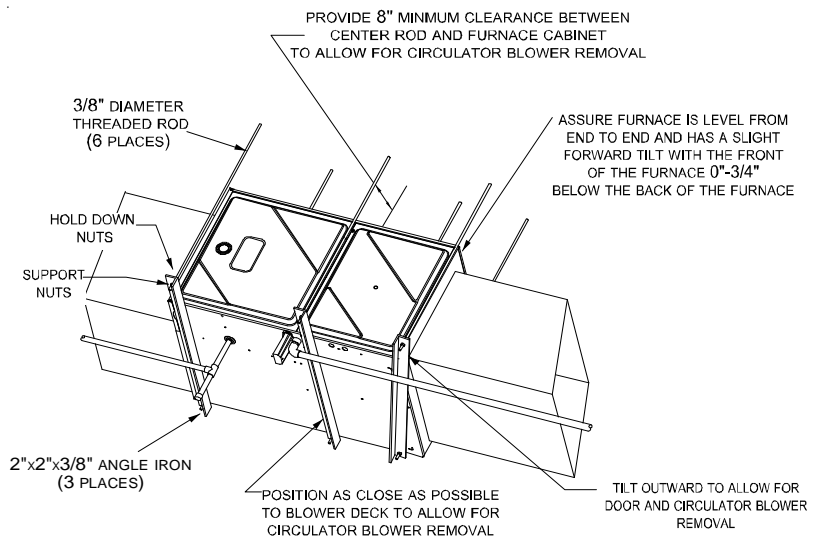 PROVIDE 8" MINMUM CLEARANCE BETWEEN
CENTER ROD AND FURNACE CABINET
TO ALLOW FOR CIRCULATOR BLOWER REMOVAL
3/8" DIAMETER
THREADED ROD
(6 PLACES)
ASSURE FURNACE IS LEVEL FROM
END TO END AND HAS A SLIGHT
FORWARD TILT WITH THE FRONT
OF THE FURNACE 0"-3/4"
BELOW THE BACK OF THE FURNACE
HOLD DOWN
NUTS
SUPPORT
NUTS
2"x2"x3/8" ANGLE IRON
(3 PLACES)
POSITION AS CLOSE AS POSSIBLE
TO BLOWER DECK TO ALLOW FOR
CIRCULATOR BLOWER REMOVAL
TILT OUTWARD TO ALLOW FOR
DOOR AND CIRCULATOR BLOWER
REMOVAL